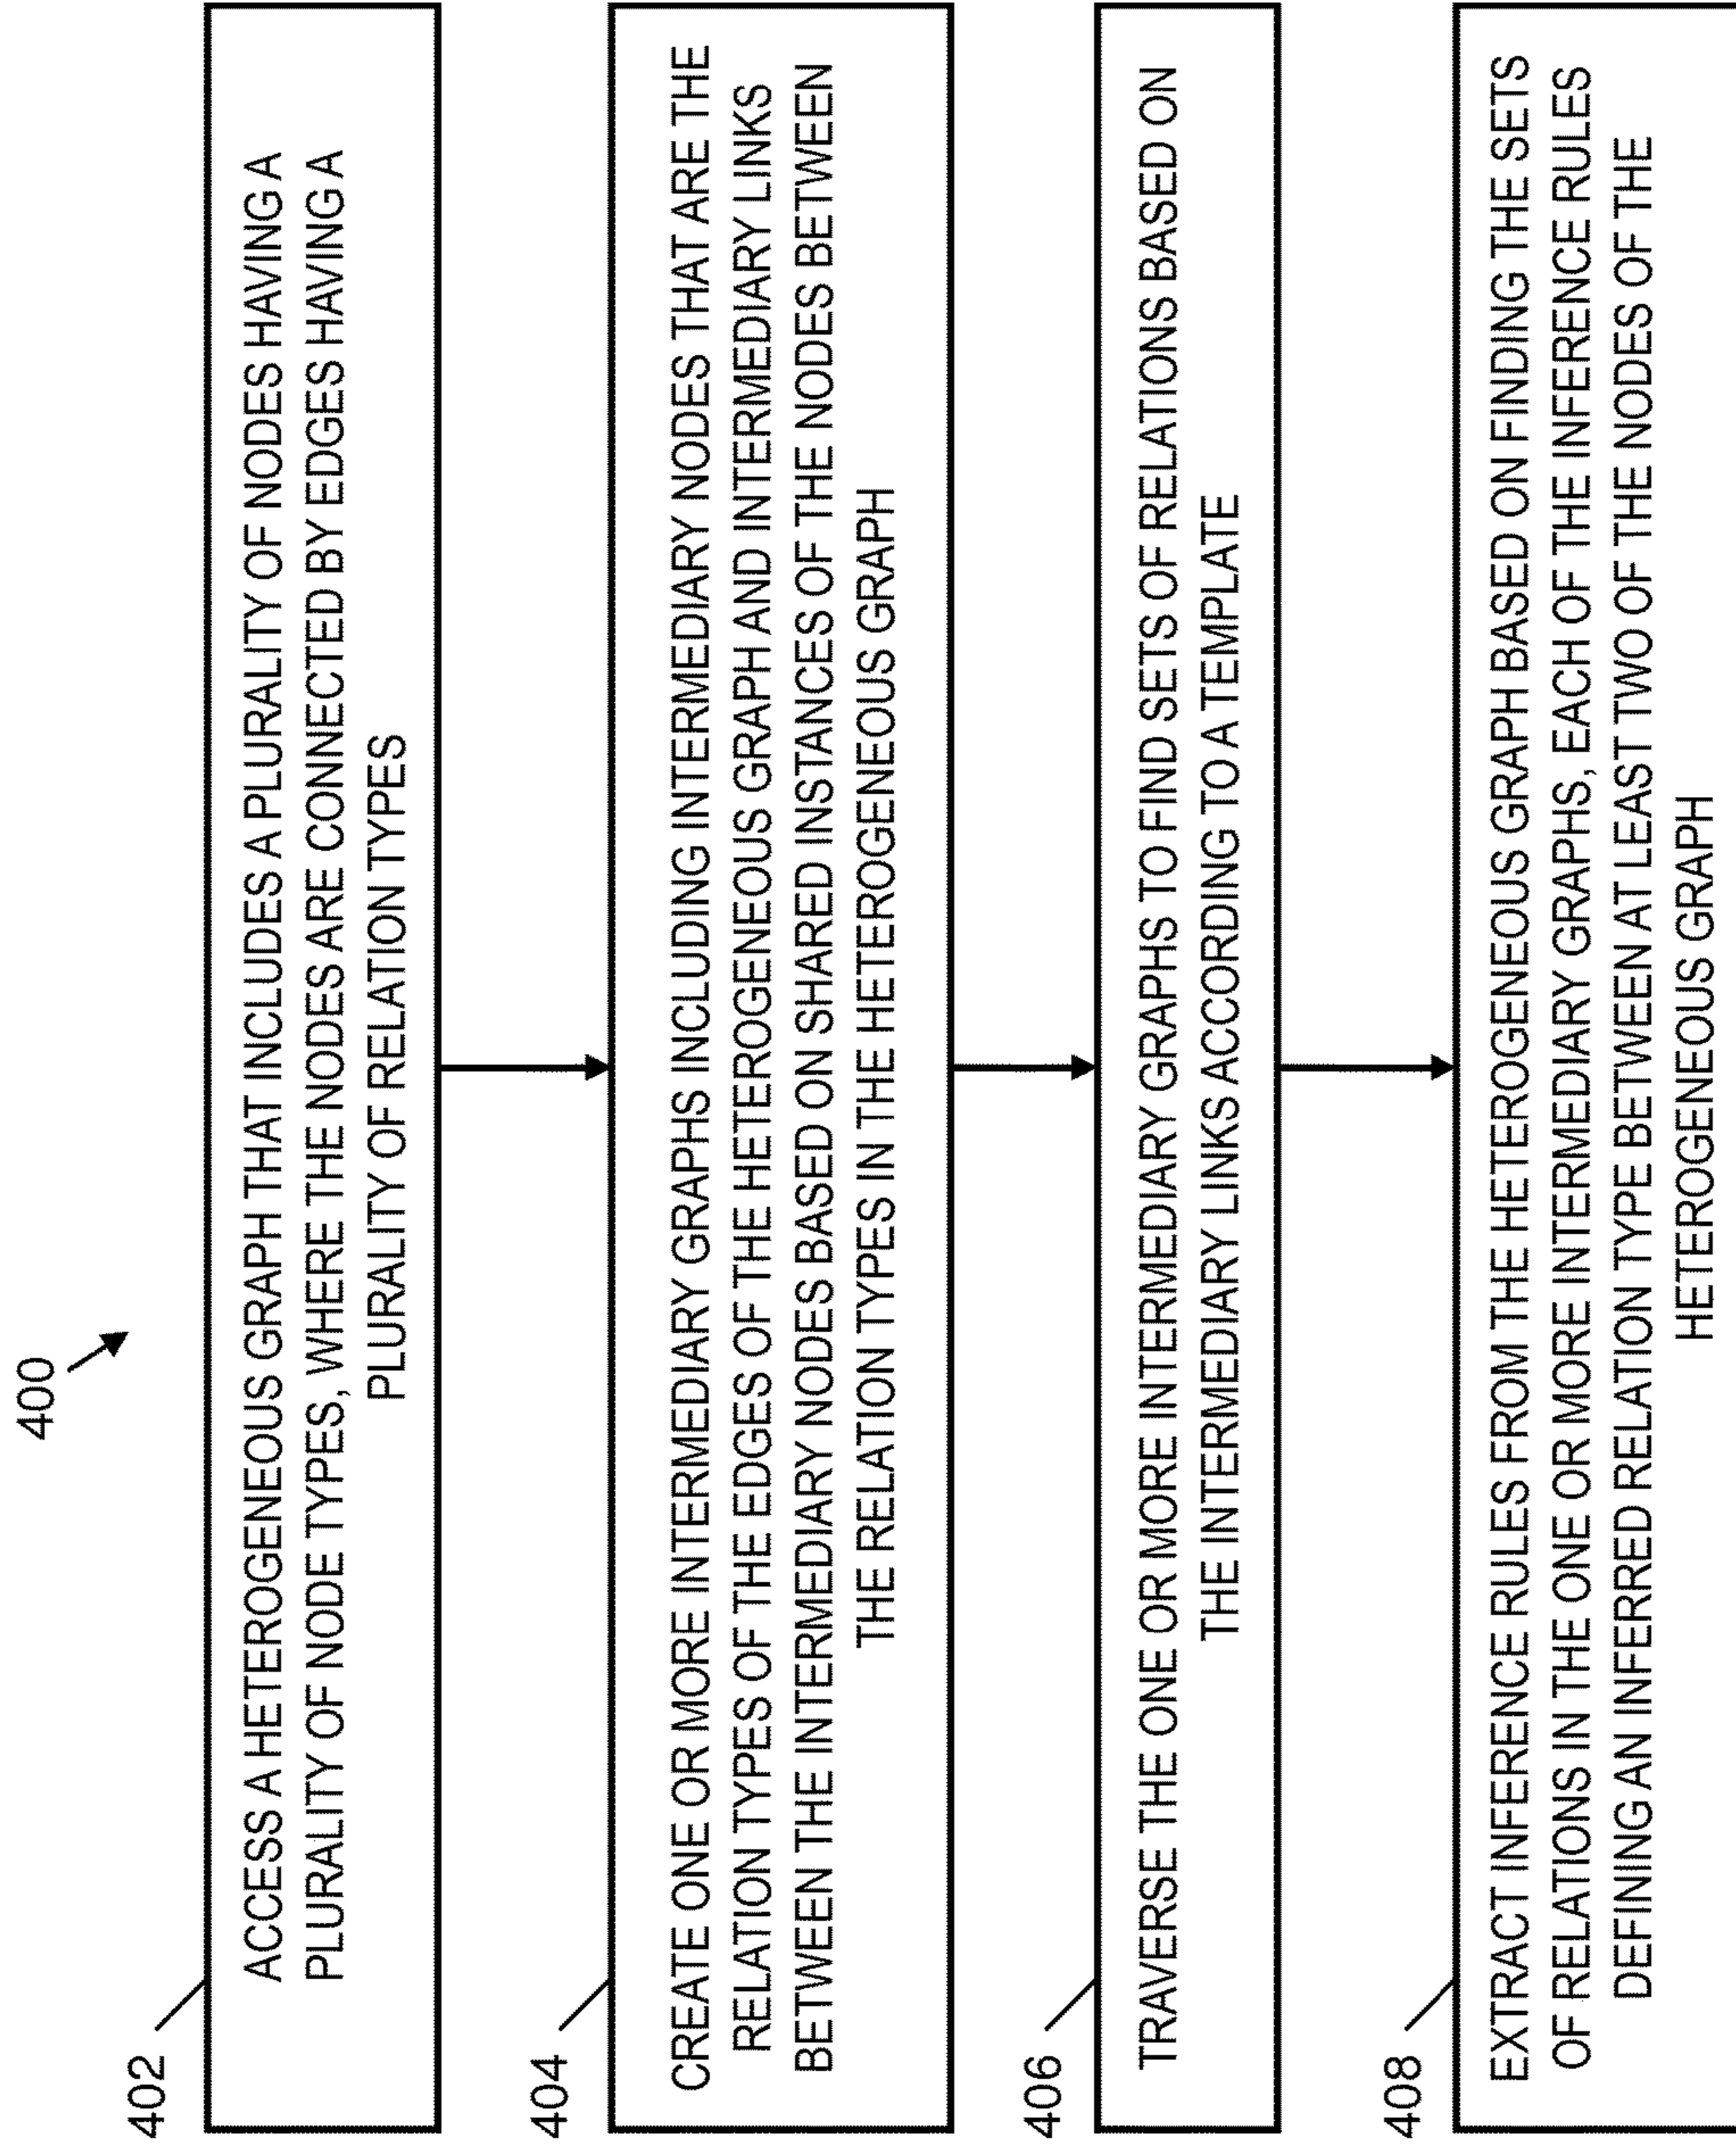 400
402
ACCESS A HETEROGENEOUS GRAPH THAT INCLUDES A PLURALITY OF NODES HAVING A
PLURALITY OF NODE TYPES, WHERE THE NODES ARE CONNECTED BY EDGES HAVING A
PLURALITY OF RELATION TYPES
404
CREATE ONE OR MORE INTERMEDIARY GRAPHS INCLUDING INTERMEDIARY NODES THAT ARE THE
RELATION TYPES OF THE EDGES OF THE HETEROGENEOUS GRAPH AND INTERMEDIARY LINKS
BETWEEN THE INTERMEDIARY NODES BASED ON SHARED INSTANCES OF THE NODES BETWEEN
THE RELATION TYPES IN THE HETEROGENEOUS GRAPH
406
TRAVERSE THE ONE OR MORE INTERMEDIARY GRAPHS TO FIND SETS OF RELATIONS BASED ON
THE INTERMEDIARY LINKS ACCORDING TO A TEMPLATE
408
EXTRACT INFERENCE RULES FROM THE HETEROGENEOUS GRAPH BASED ON FINDING THE SETS
OF RELATIONS IN THE ONE OR MORE INTERMEDIARY GRAPHS, EACH OF THE INFERENCE RULES
DEFINING AN INFERRED RELATION TYPE BETWEEN AT LEAST TWO OF THE NODES OF THE
HETEROGENEOUS GRAPH